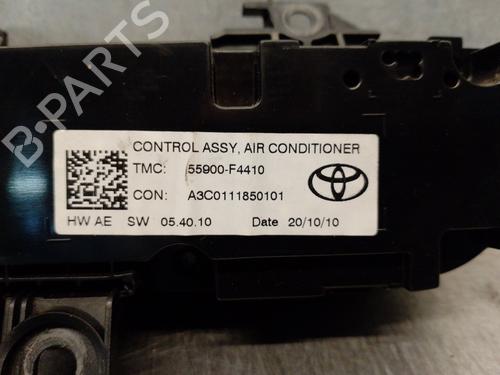 B-PARTS
CONTROL ASSY, AIR CONDITIONER
TMC: 55900-F4410
CON: A3C0111850101
HW AE SW 05.40.10 Date 20/10/10